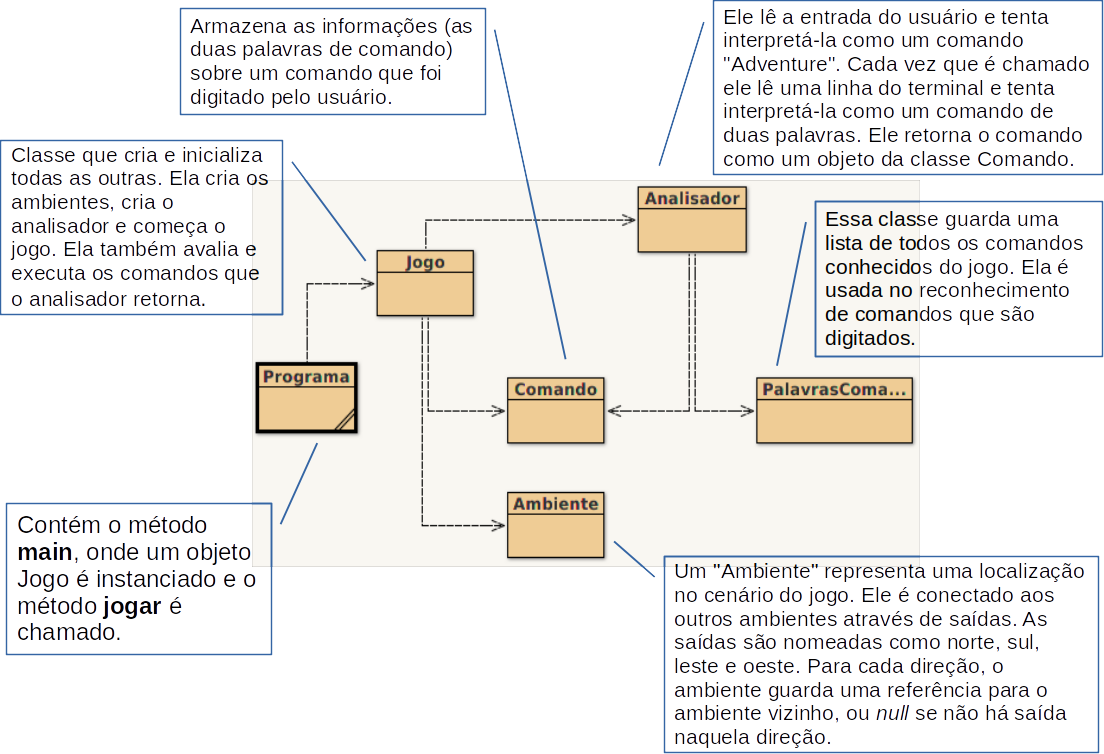 Armazena as informações (as
duas palavras de comando)
sobre um comando que foi
digitado pelo usuário.
Ele lê a entrada do usuário e tenta
interpretá-la como um comando
"Adventure". Cada vez que é chamado
ele lê uma linha do terminal e tenta
interpretá-la como um comando de
duas palavras. Ele retorna o comando
como um objeto da classe Comando.
Classe que cria e inicializa
todas as outras. Ela cria os
ambientes, cria o
analisador e começa o
jogo. Ela também avalia e
executa os comandos que
o analisador retorna.
Analisador
Essa classe guarda uma
lista de todos os comandos
conhecidos do jogo. Ela é
usada no reconhecimento
de comandos que são
digitados.
Jogo
Programa
Comando
PalavrasComa...
Ambiente
Contém o método
main, onde um objeto
Jogo é instanciado e o
método jogar é
chamado.
Um "Ambiente" representa uma localização
no cenário do jogo. Ele é conectado aos
outros ambientes através de saídas. As
saídas são nomeadas como norte, sul,
leste e oeste. Para cada direção, o
ambiente guarda uma referência para o
ambiente vizinho, ou null se não há saída
naquela direção.